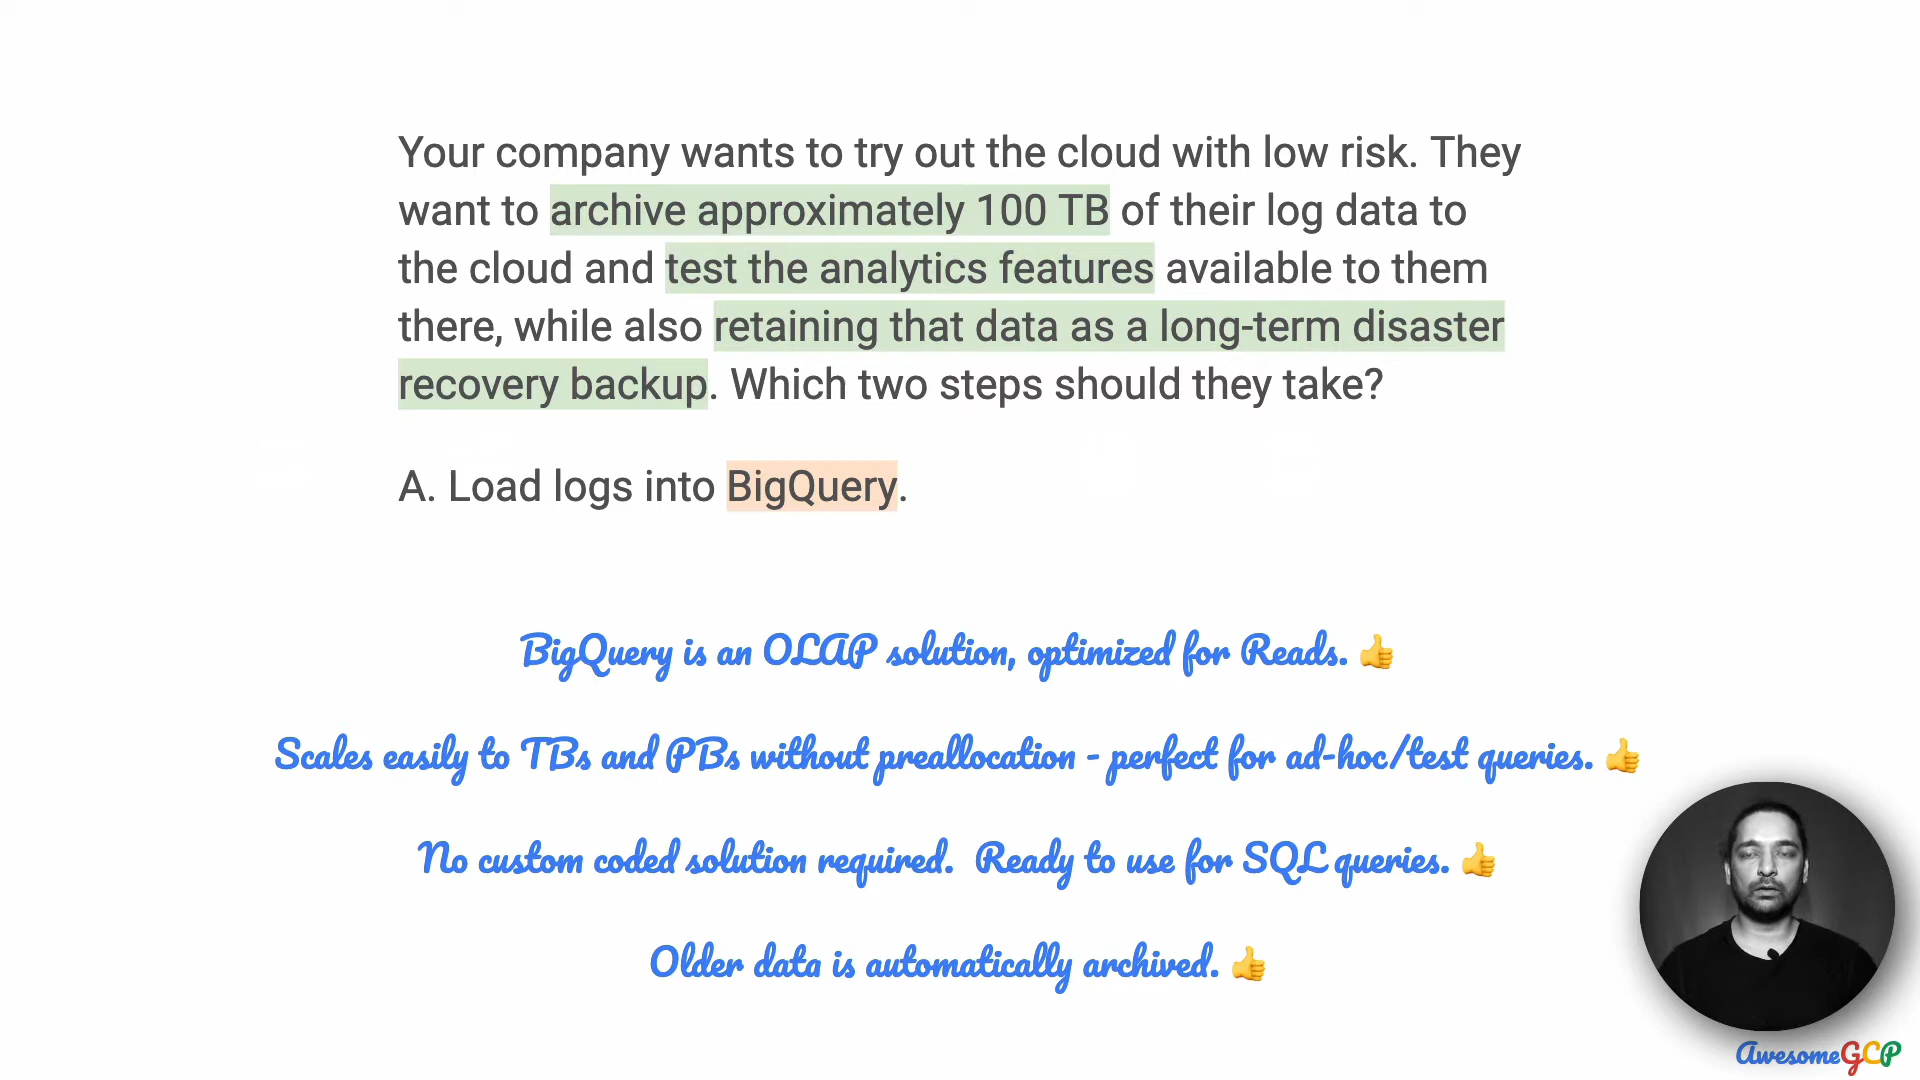 Your company wants to try out the cloud with low risk. They
want to archive approximately 100 TB of their log data to
the cloud and test the analytics features available to them
there, while also retaining that data as a long-term disaster
recovery backup. Which two steps should they take?
A. Load logs into BigQuery.
BigQuery is an OLAP solution, optimized for Reads. 👍
Scales easily to TBs and PBs without preallocation - perfect for ad-hoc/test queries. 👍
No custom coded solution required. Ready to use for SQL queries. 👍
Older data is automatically archived. 👍
AwesomeGCP